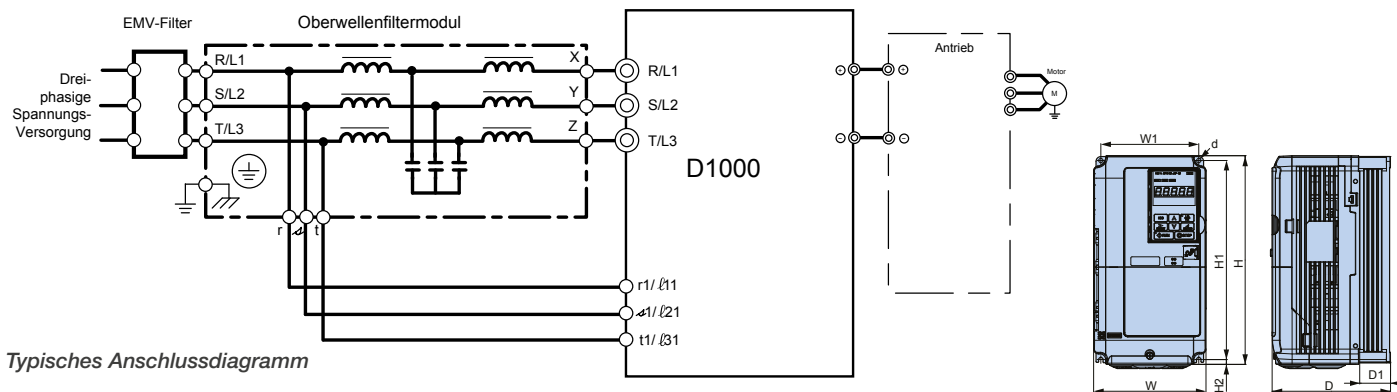 EMV-Filter
Oberwellenfiltermodul
Drei-
phasige
Spannungs-
Versorgung
R/L1
S/L2
T/L3
X
Y
Z
r
s
t
R/L1
S/L2
T/L3
D1000
r1/ℓ11
s1/ℓ21
t1/ℓ31
+
−
Antrieb
+
−
Motor
M
Typisches Anschlussdiagramm
W1
d
H1
H
H2
W
D1
D